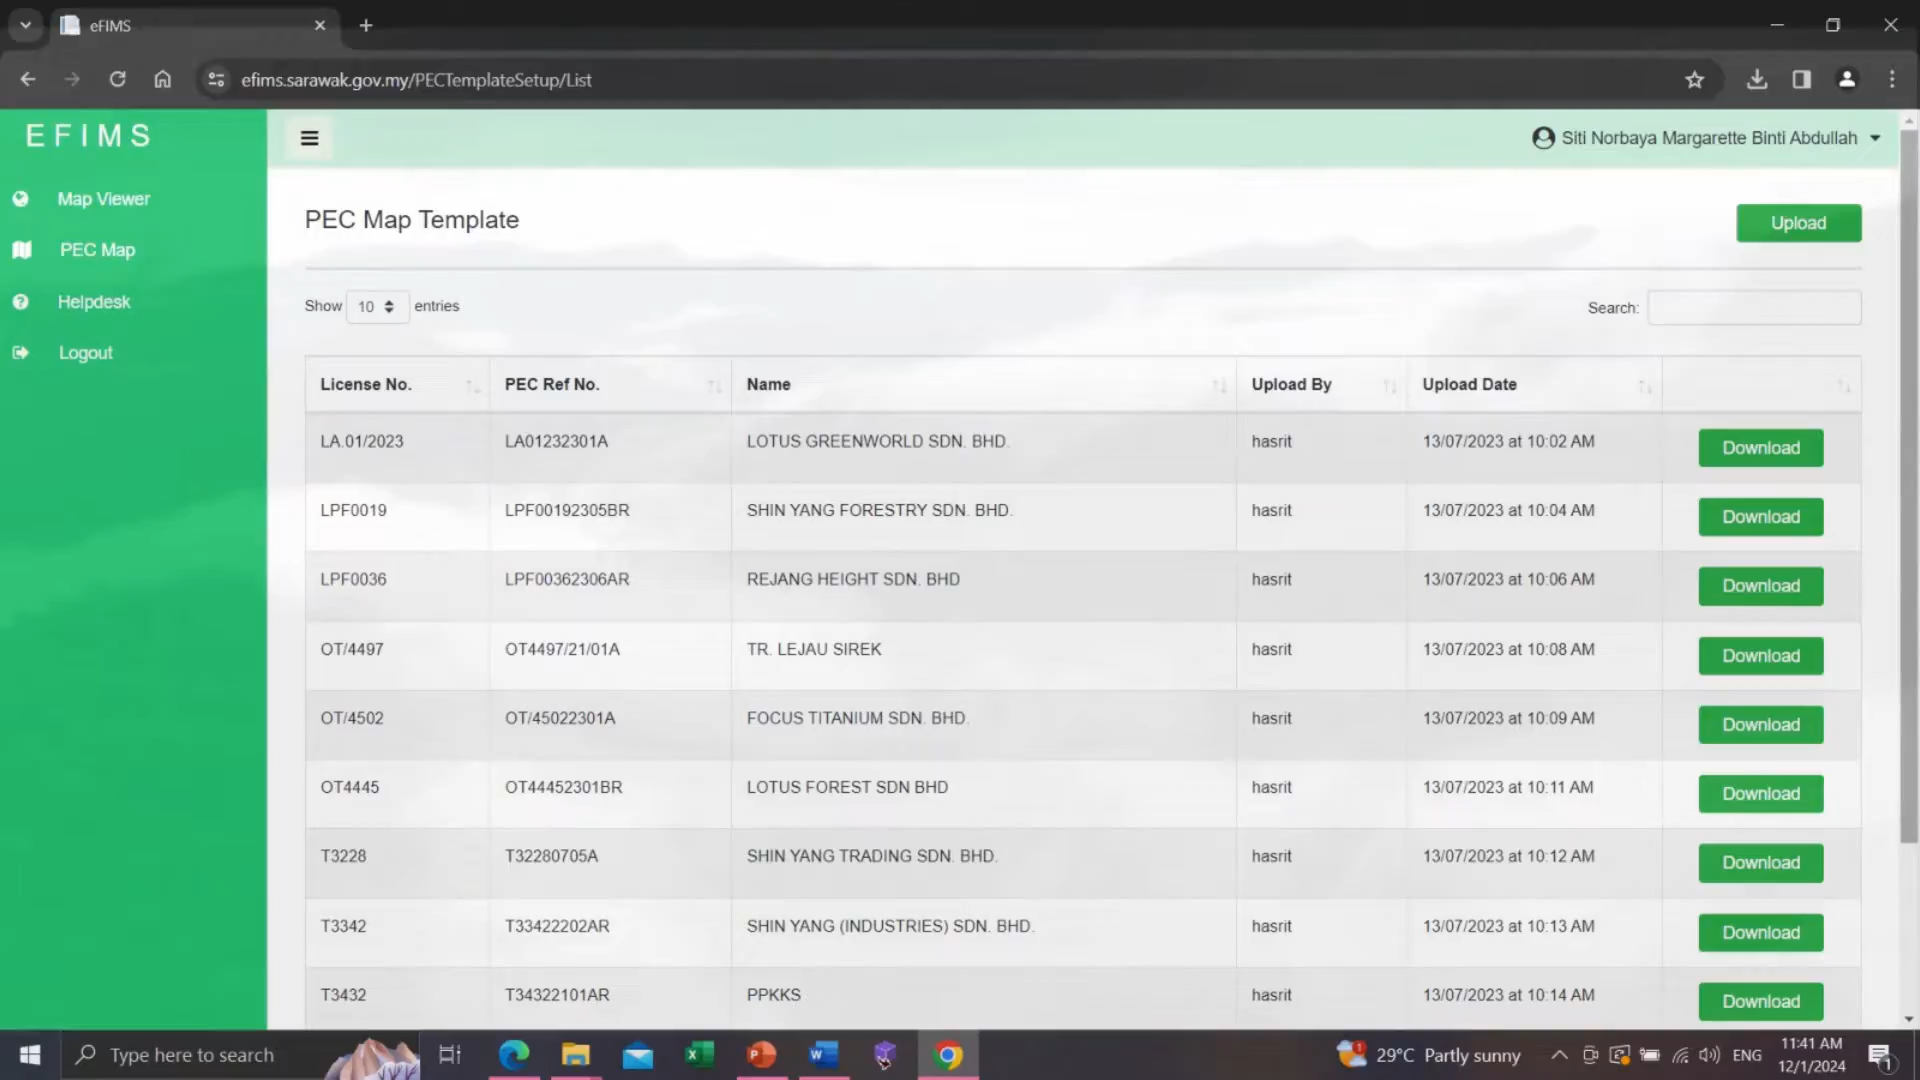 eFIMS
efims.sarawak.gov.my/PECTemplateSetup/List
EFIMS
Siti Norbaya Margarette Binti Abdullah
Map Viewer
PEC Map
Helpdesk
Logout
PEC Map Template
Upload
Show 10 entries
Search:
License No. PEC Ref No. Name Upload By Upload Date
LA.01/2023 LA01232301A LOTUS GREENWORLD SDN. BHD. hasrit 13/07/2023 at 10:02 AM Download
LPF0019 LPF00192305BR SHIN YANG FORESTRY SDN. BHD. hasrit 13/07/2023 at 10:04 AM Download
LPF0036 LPF00362306AR REJANG HEIGHT SDN. BHD hasrit 13/07/2023 at 10:06 AM Download
OT/4497 OT4497/21/01A TR. LEJAU SIREK hasrit 13/07/2023 at 10:08 AM Download
OT/4502 OT/45022301A FOCUS TITANIUM SDN. BHD. hasrit 13/07/2023 at 10:09 AM Download
OT4445 OT44452301BR LOTUS FOREST SDN BHD hasrit 13/07/2023 at 10:11 AM Download
T3228 T32280705A SHIN YANG TRADING SDN. BHD. hasrit 13/07/2023 at 10:12 AM Download
T3342 T33422202AR SHIN YANG (INDUSTRIES) SDN. BHD. hasrit 13/07/2023 at 10:13 AM Download
T3432 T34322101AR PPKKS hasrit 13/07/2023 at 10:14 AM Download
Type here to search
29°C Partly sunny
ENG
11:41 AM
12/1/2024
1